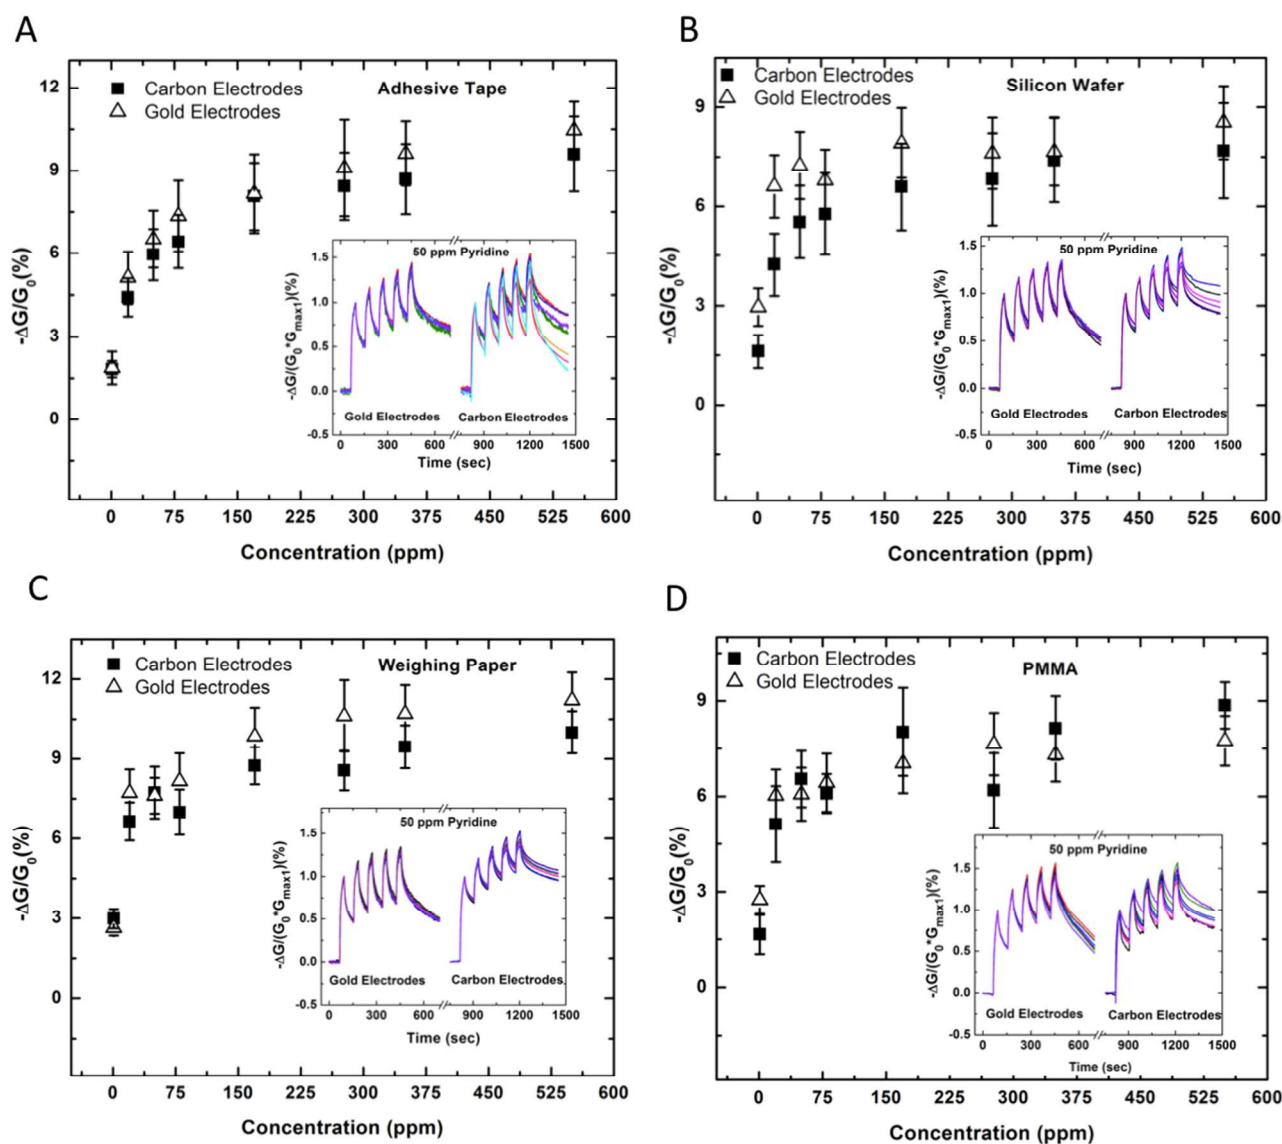 A
Carbon Electrodes
Gold Electrodes
Adhesive Tape
12
9
6
3
0
-ΔG/G0(%)
50 ppm Pyridine
1.5
1.0
0.5
0.0
-0.5
-ΔG/(G0*Gmax1)(%)
Gold Electrodes
Carbon Electrodes
0 300 600 900 1200 1500
Time (sec)
0 75 150 225 300 375 450 525 600
Concentration (ppm)
B
Carbon Electrodes
Gold Electrodes
Silicon Wafer
9
6
3
0
-ΔG/G0(%)
50 ppm Pyridine
1.5
1.0
0.5
0.0
-0.5
-ΔG/(G0*Gmax1)(%)
Gold Electrodes
Carbon Electrodes
0 300 600 900 1200 1500
Time (sec)
0 75 150 225 300 375 450 525 600
Concentration (ppm)
C
Carbon Electrodes
Gold Electrodes
Weighing Paper
12
9
6
3
0
-ΔG/G0(%)
50 ppm Pyridine
1.5
1.0
0.5
0.0
-0.5
-ΔG/(G0*Gmax1)(%)
Gold Electrodes
Carbon Electrodes
0 300 600 900 1200 1500
Time (sec)
0 75 150 225 300 375 450 525 600
Concentration (ppm)
D
Carbon Electrodes
Gold Electrodes
PMMA
9
6
3
0
-ΔG/G0(%)
50 ppm Pyridine
1.5
1.0
0.5
0.0
-0.5
-ΔG/(G0*Gmax1)(%)
Gold Electrodes
Carbon Electrodes
0 300 600 900 1200 1500
Time (sec)
0 75 150 225 300 375 450 525 600
Concentration (ppm)